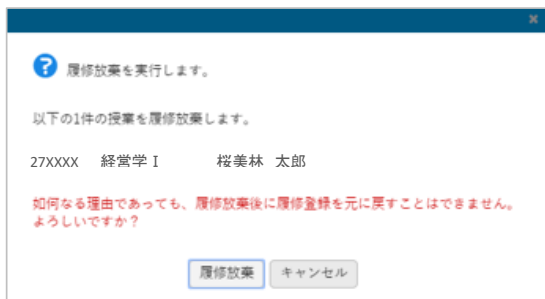 履修放棄を実行します。
以下の1件の授業を履修放棄します。
27XXXX 経営学Ⅰ 桜美林 太郎
如何なる理由であっても、履修放棄後に履修登録を元に戻すことはできません。
よろしいですか？
履修放棄 キャンセル